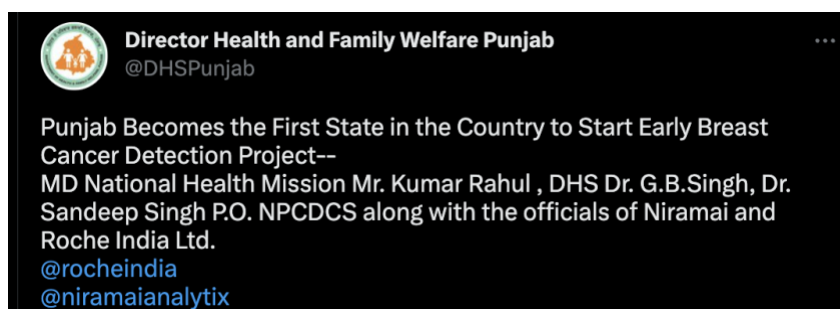 Director Health and Family Welfare Punjab
@DHSPunjab
Punjab Becomes the First State in the Country to Start Early Breast
Cancer Detection Project--
MD National Health Mission Mr. Kumar Rahul , DHS Dr. G.B.Singh, Dr.
Sandeep Singh P.O. NPCDCS along with the officials of Niramai and
Roche India Ltd.
@rocheindia
@niramaianalytix